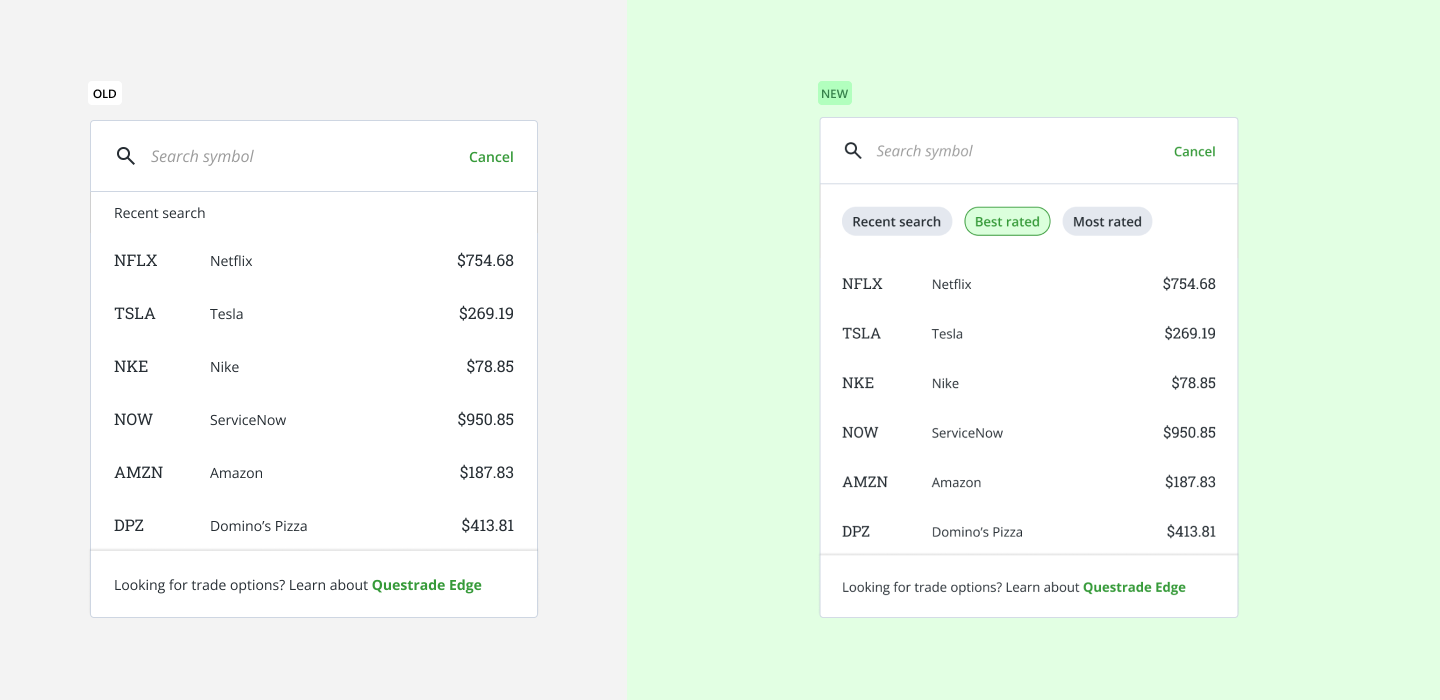 OLD
Search symbol Cancel
Recent search
NFLX Netflix $754.68
TSLA Tesla $269.19
NKE Nike $78.85
NOW ServiceNow $950.85
AMZN Amazon $187.83
DPZ Domino’s Pizza $413.81
Looking for trade options? Learn about Questrade Edge
NEW
Search symbol Cancel
Recent search Best rated Most rated
NFLX Netflix $754.68
TSLA Tesla $269.19
NKE Nike $78.85
NOW ServiceNow $950.85
AMZN Amazon $187.83
DPZ Domino’s Pizza $413.81
Looking for trade options? Learn about Questrade Edge